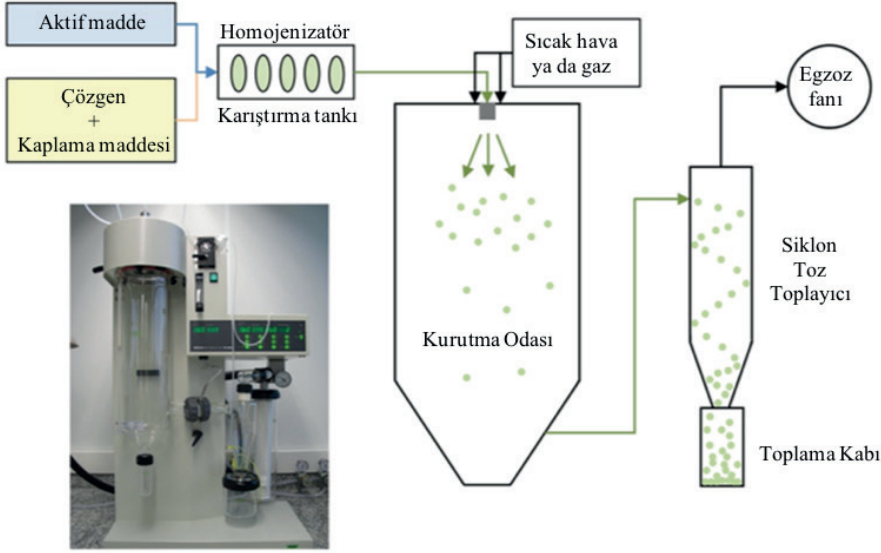 Aktif madde
Çözgen
+
Kaplama maddesi
Homojenizatör
Karıştırma tankı
Sıcak hava
ya da gaz
Egzoz
fanı
Kurutma Odası
Siklon
Toz
Toplayıcı
Toplama Kabı